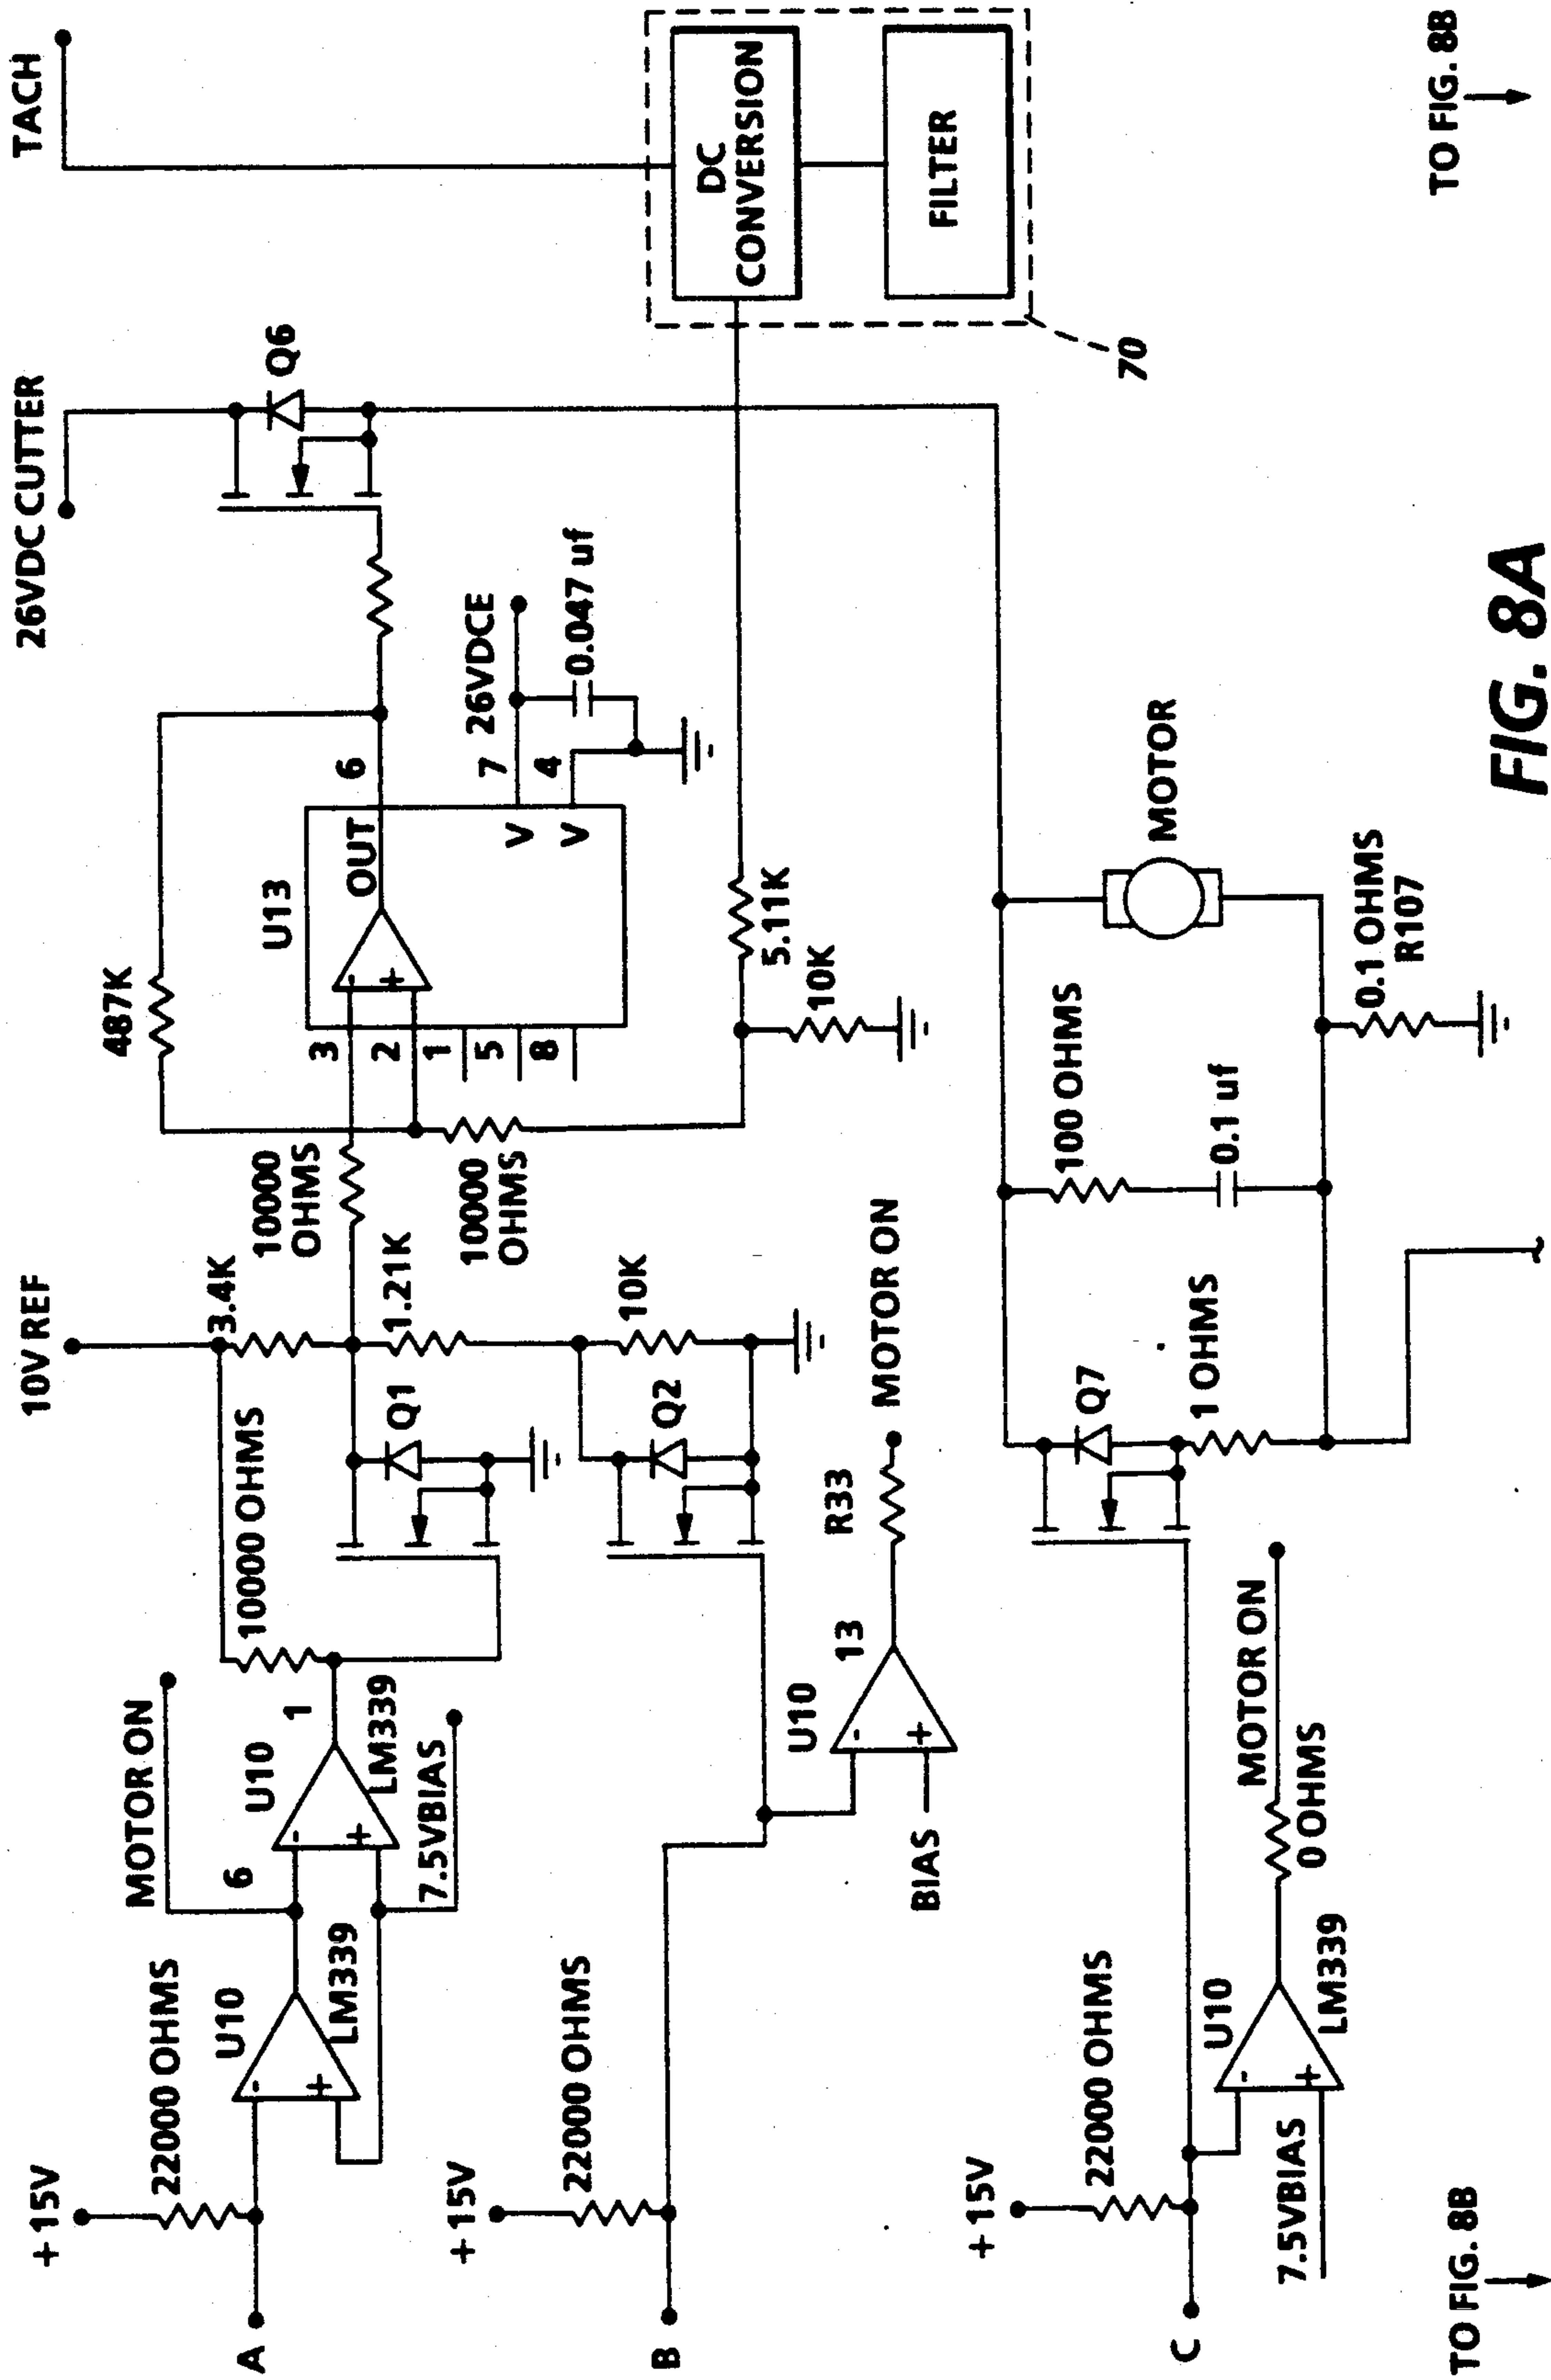 TACH
26VDC CUTTER
Q6
DC
CONVERSION
FILTER
70
10V REF
487K
3.4K
10000
OHMS
U13
OUT
6
3
2
1
5
8
-
+
V
V
7
4
26VDCE
0.047 uf
1.21K
10000
OHMS
10K
5.11K
10K
MOTOR ON
10000 OHMS
Q1
Q2
+15V
22000 OHMS
A
U10
-
+
LM339
6
U10
1
-
+
LM339
7.5VBIAS
+15V
22000 OHMS
B
U10
13
-
+
BIAS
R33
MOTOR ON
+15V
22000 OHMS
C
7.5VBIAS
U10
-
+
LM339
MOTOR ON
0 OHMS
Q7
1 OHMS
100 OHMS
0.1 uf
MOTOR
0.1 OHMS
R107
TO FIG. 8B
TO FIG. 8B
FIG. 8A